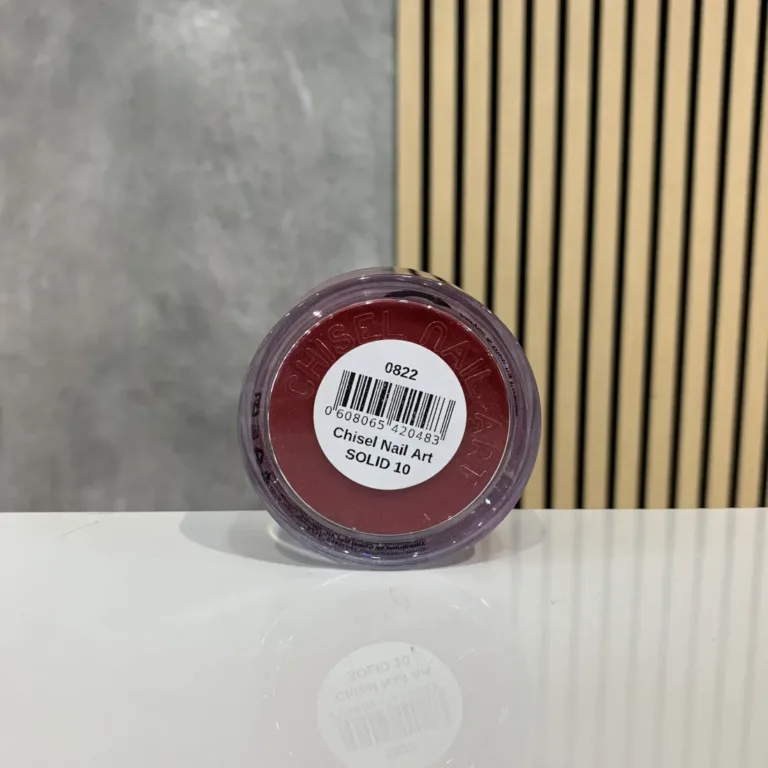 CHISEL NAIL ART
0822
0 608065 420483
Chisel Nail Art
SOLID 10